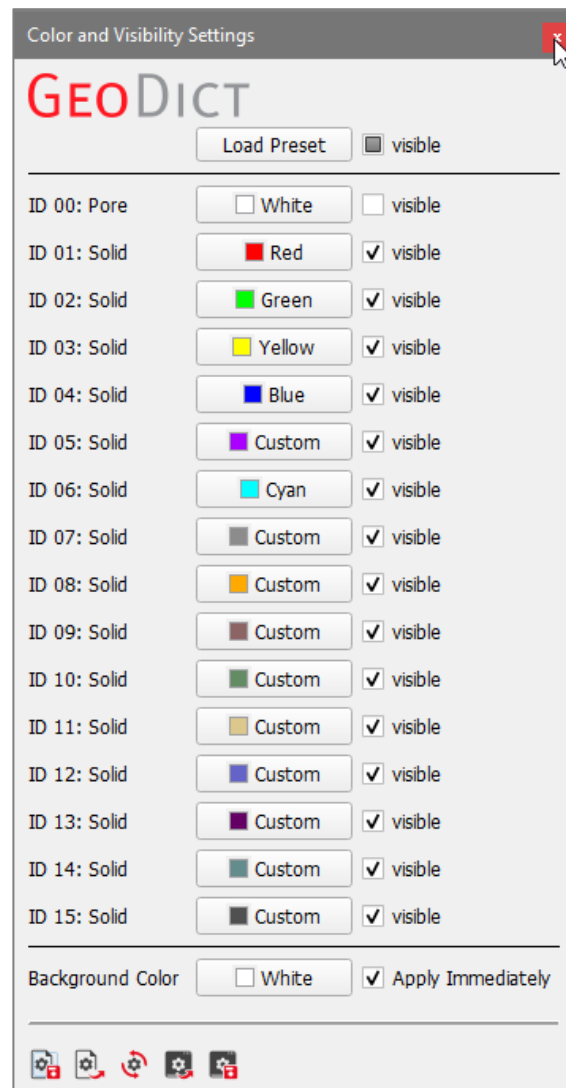 Color and Visibility Settings
GEODICT
Load Preset visible
ID 00: Pore White visible
ID 01: Solid Red visible
ID 02: Solid Green visible
ID 03: Solid Yellow visible
ID 04: Solid Blue visible
ID 05: Solid Custom visible
ID 06: Solid Cyan visible
ID 07: Solid Custom visible
ID 08: Solid Custom visible
ID 09: Solid Custom visible
ID 10: Solid Custom visible
ID 11: Solid Custom visible
ID 12: Solid Custom visible
ID 13: Solid Custom visible
ID 14: Solid Custom visible
ID 15: Solid Custom visible
Background Color White Apply Immediately